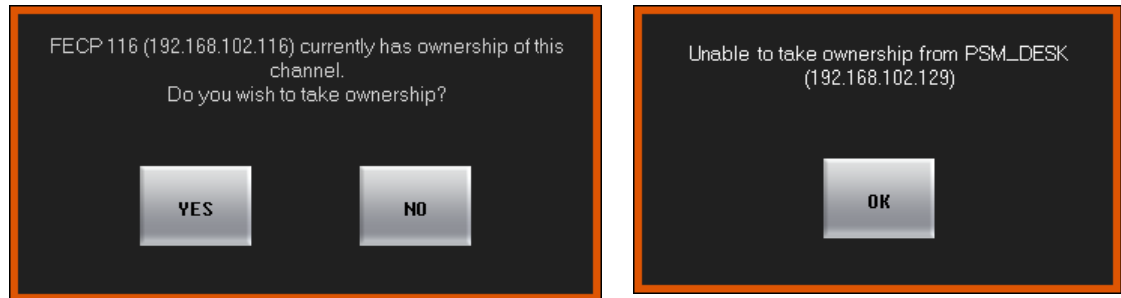 FECP 116 (192.168.102.116) currently has ownership of this
channel.
Do you wish to take ownership?
YES
NO
Unable to take ownership from PSM_DESK
(192.168.102.129)
OK